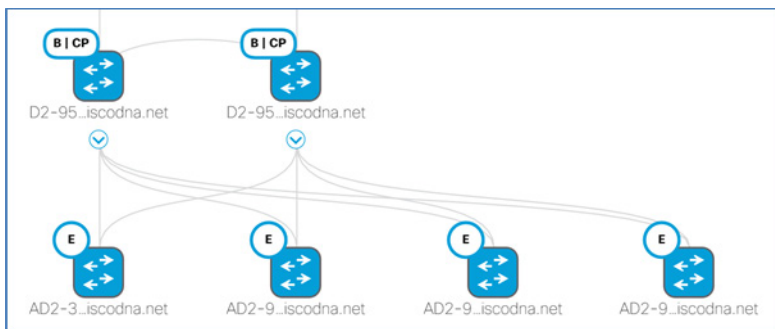 B | CP
B | CP
D2-95...iscodna.net
D2-95...iscodna.net
E
E
E
E
AD2-3...iscodna.net
AD2-9...iscodna.net
AD2-9...iscodna.net
AD2-9...iscodna.net